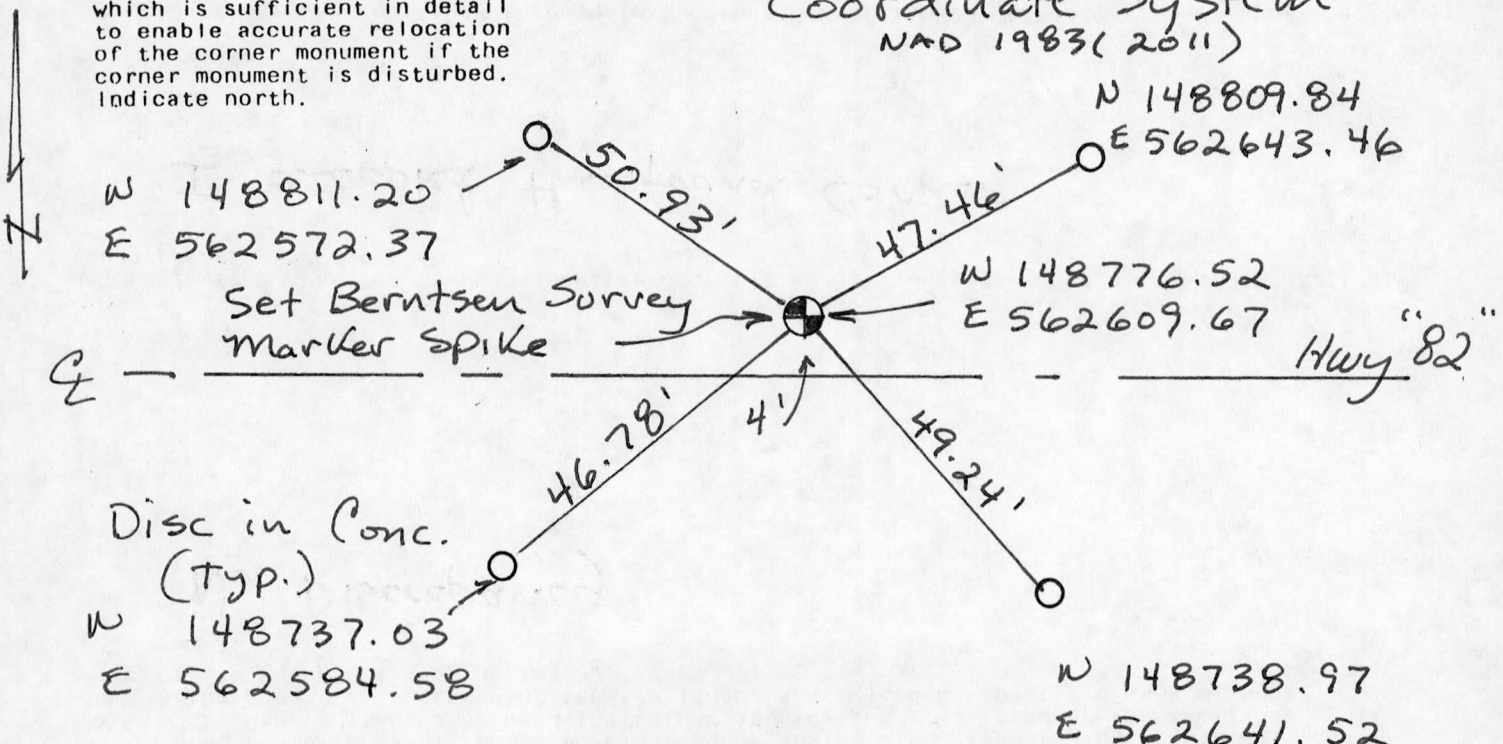 which is sufficient in detail
to enable accurate relocation
of the corner monument if the
corner monument is disturbed.
Indicate north.
Coordinate System
NAD 1983(2011)
N 148809.84
E 562643.46
N
N 148811.20
E 562572.37
50.93'
47.46'
N 148776.52
E 562609.67
Set Berntsen Survey
Marker Spike
Hwy "82"
CL
4'
46.78'
49.24'
Disc in Conc.
(Typ.)
N 148737.03
E 562584.58
N 148738.97
E 562641.52